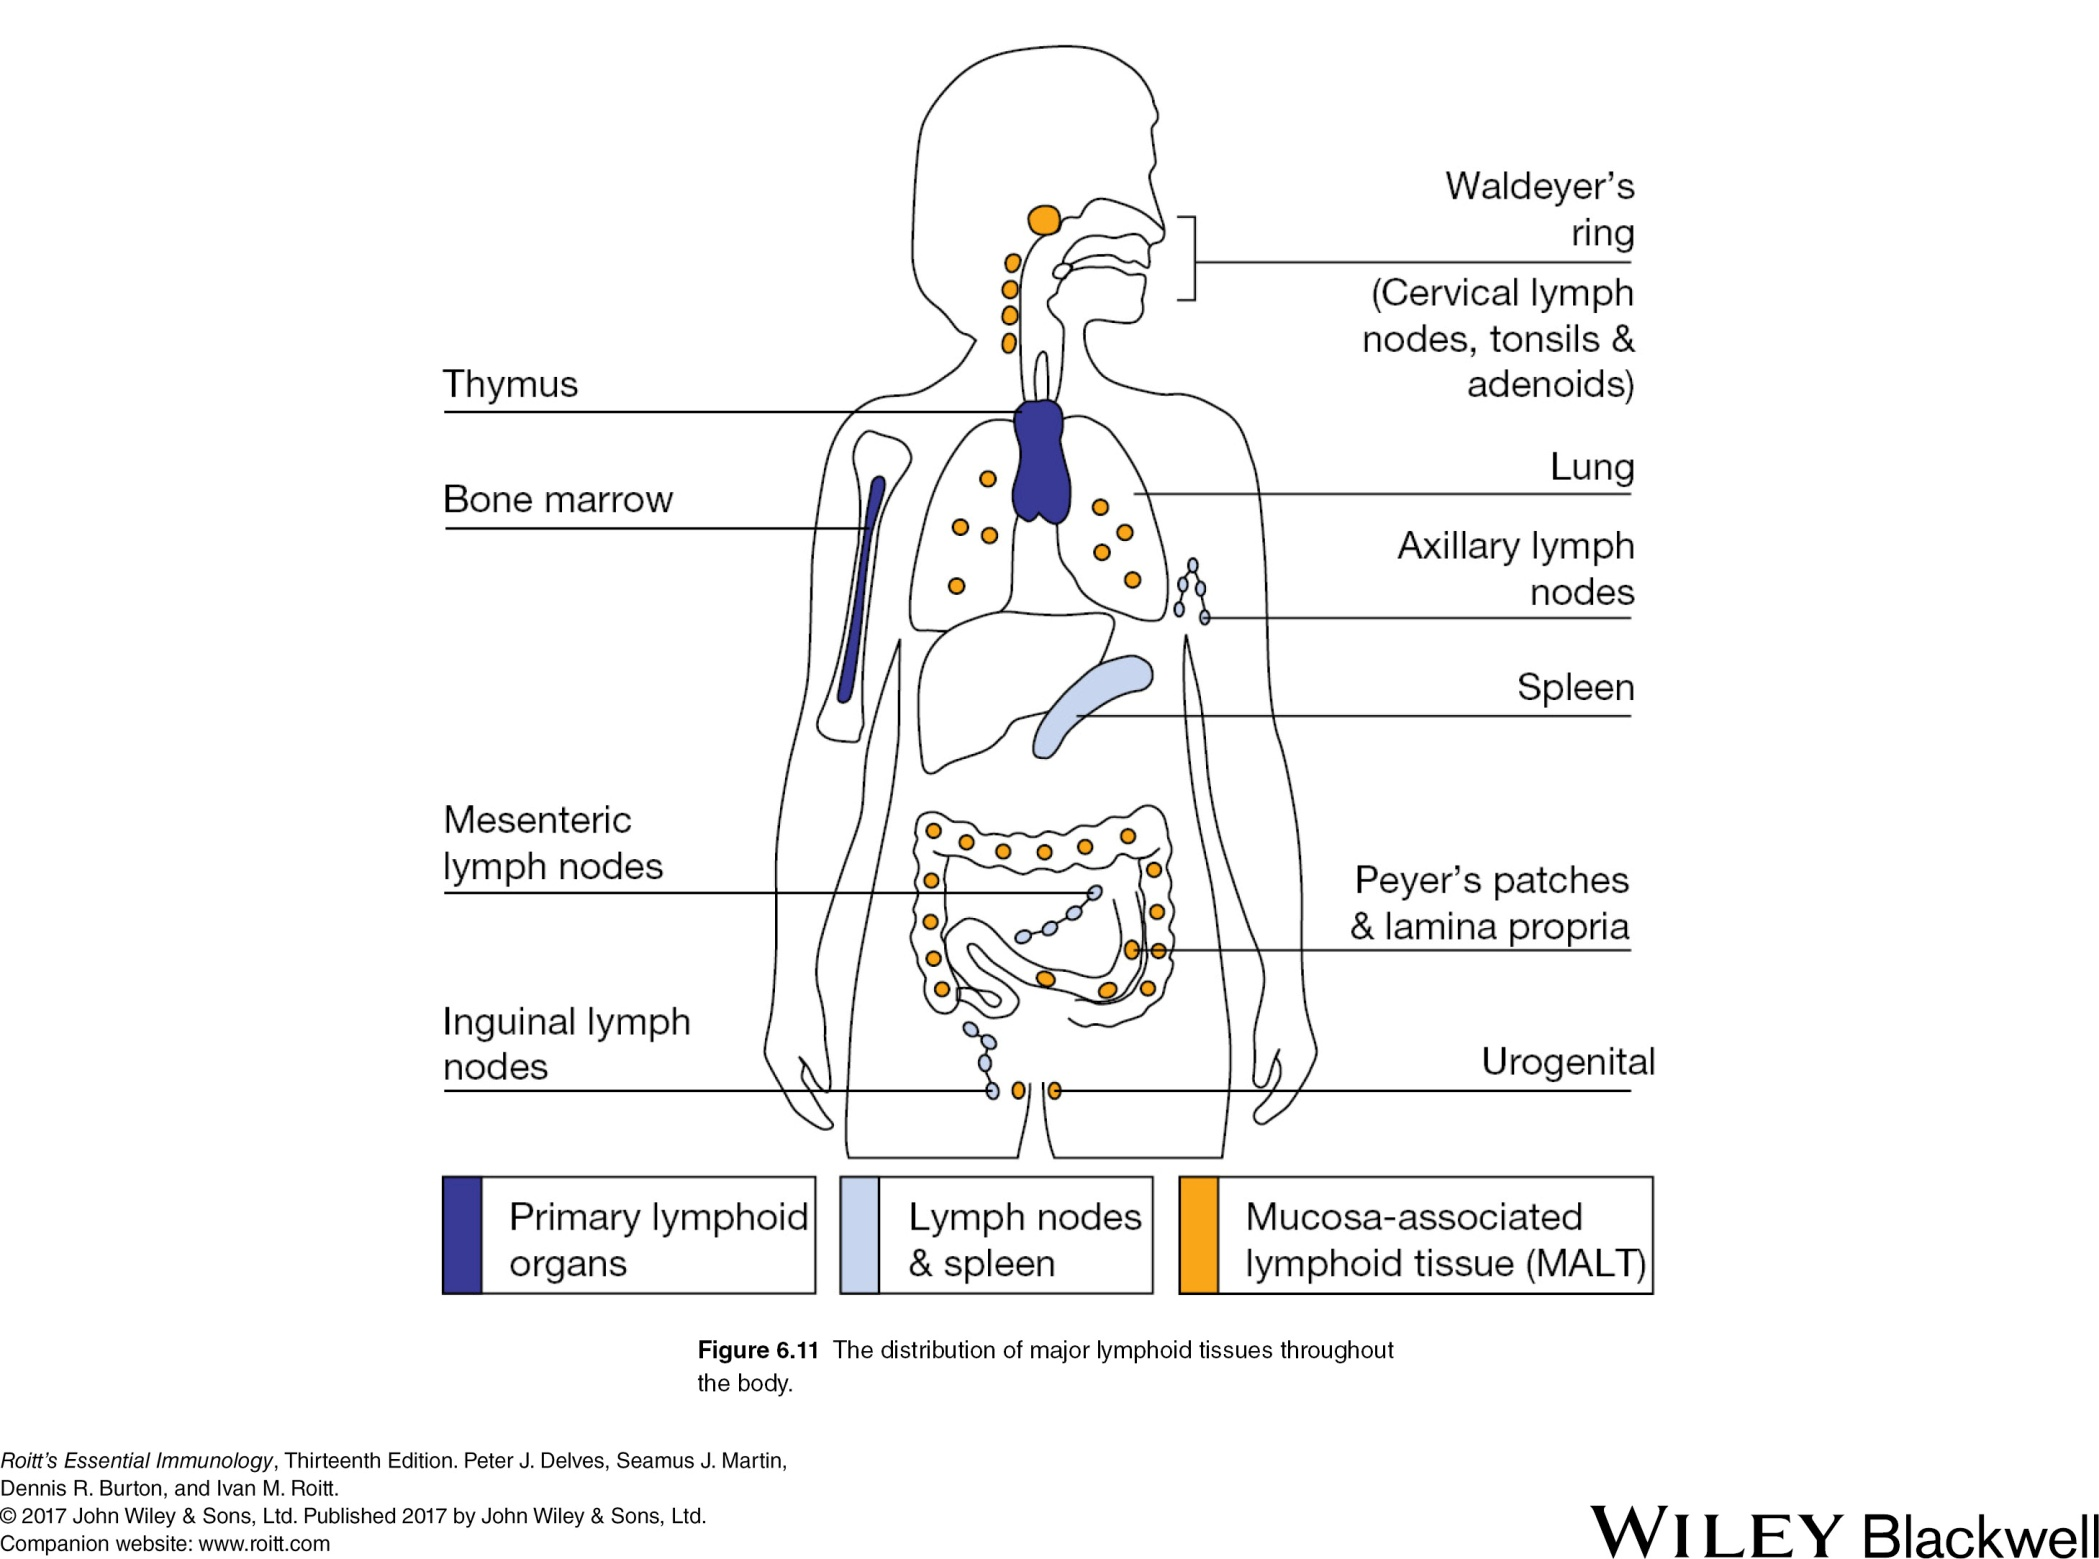 Waldeyer’s
ring
(Cervical lymph
nodes, tonsils &
adenoids)
Thymus
Lung
Bone marrow
Axillary lymph
nodes
Spleen
Mesenteric
lymph nodes
Peyer’s patches
& lamina propria
Inguinal lymph
nodes
Urogenital
Primary lymphoid
organs
Lymph nodes
& spleen
Mucosa-associated
lymphoid tissue (MALT)
Figure 6.11 The distribution of major lymphoid tissues throughout
the body.
Roitt’s Essential Immunology, Thirteenth Edition. Peter J. Delves, Seamus J. Martin,
Dennis R. Burton, and Ivan M. Roitt.
© 2017 John Wiley & Sons, Ltd. Published 2017 by John Wiley & Sons, Ltd.
Companion website: www.roitt.com
WILEY Blackwell